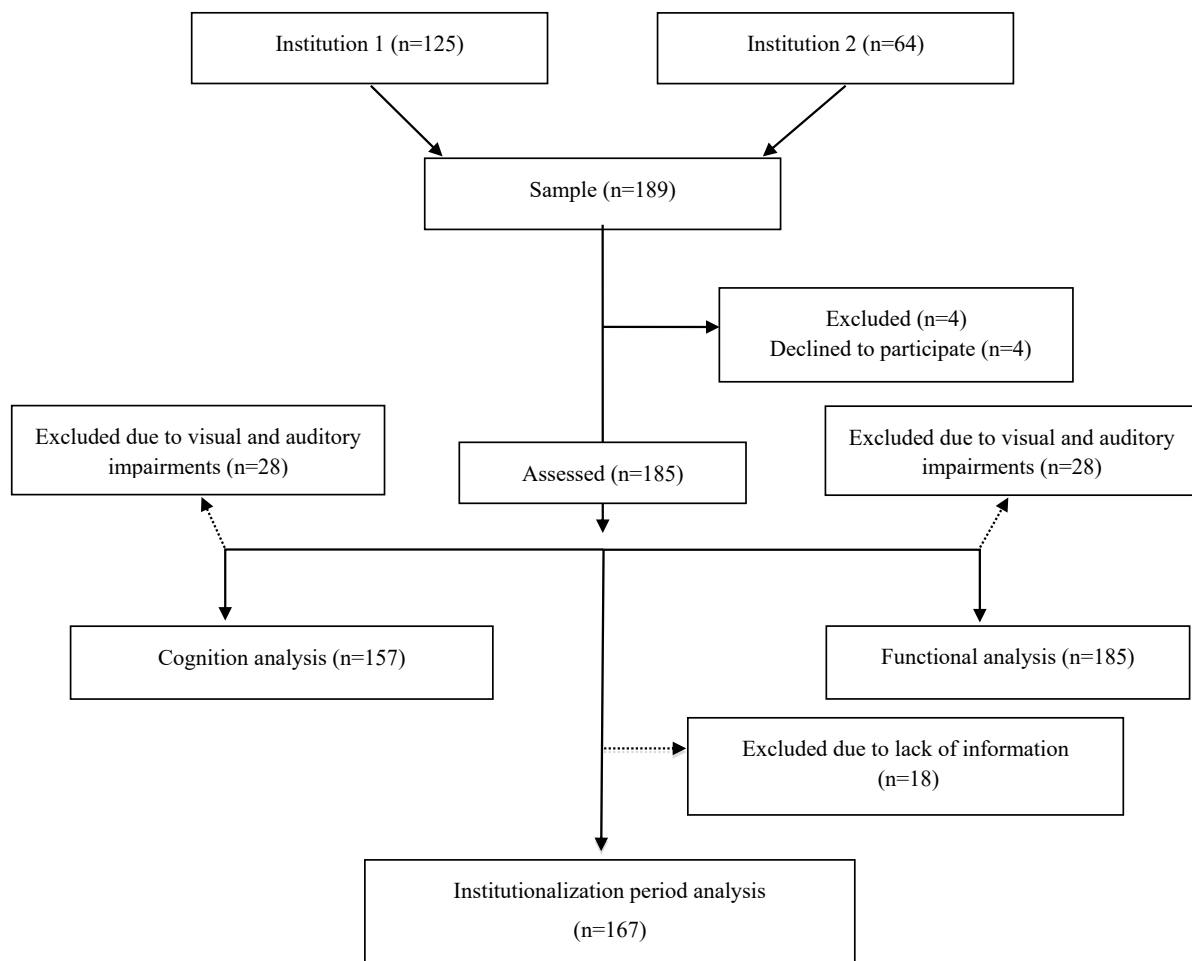 Institution 1 (n=125)
Institution 2 (n=64)
Sample (n=189)
Excluded (n=4)
Declined to participate (n=4)
Excluded due to visual and auditory
impairments (n=28)
Assessed (n=185)
Excluded due to visual and auditory
impairments (n=28)
Cognition analysis (n=157)
Functional analysis (n=185)
Excluded due to lack of information
(n=18)
Institutionalization period analysis
(n=167)